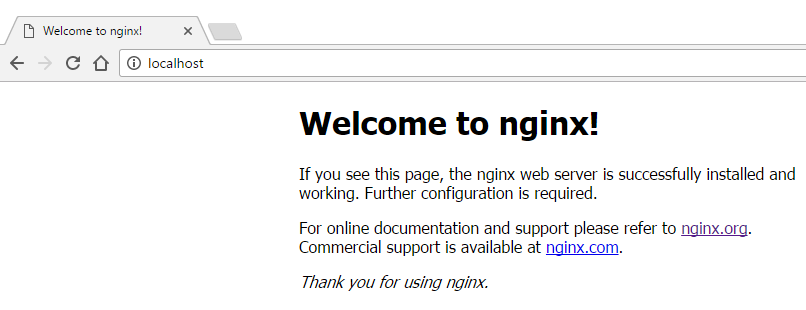 Welcome to nginx!
localhost
Welcome to nginx!
If you see this page, the nginx web server is successfully installed and
working. Further configuration is required.
For online documentation and support please refer to nginx.org.
Commercial support is available at nginx.com.
Thank you for using nginx.